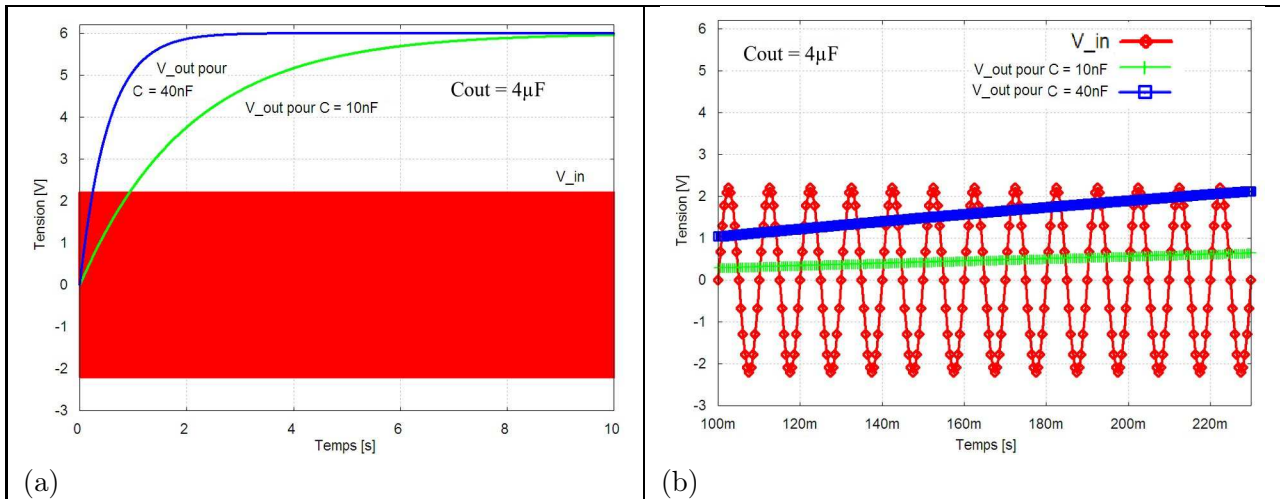 6
5
4
3
2
1
0
-1
-2
-3
Tension [V]
V_out pour
C = 40nF
Cout = 4µF
V_out pour C = 10nF
V_in
0
2
4
6
8
10
Temps [s]
(a)
6
5
4
3
2
1
0
-1
-2
-3
Tension [V]
Cout = 4µF
V_in
V_out pour C = 10nF
V_out pour C = 40nF
100m
120m
140m
160m
180m
200m
220m
Temps [s]
(b)